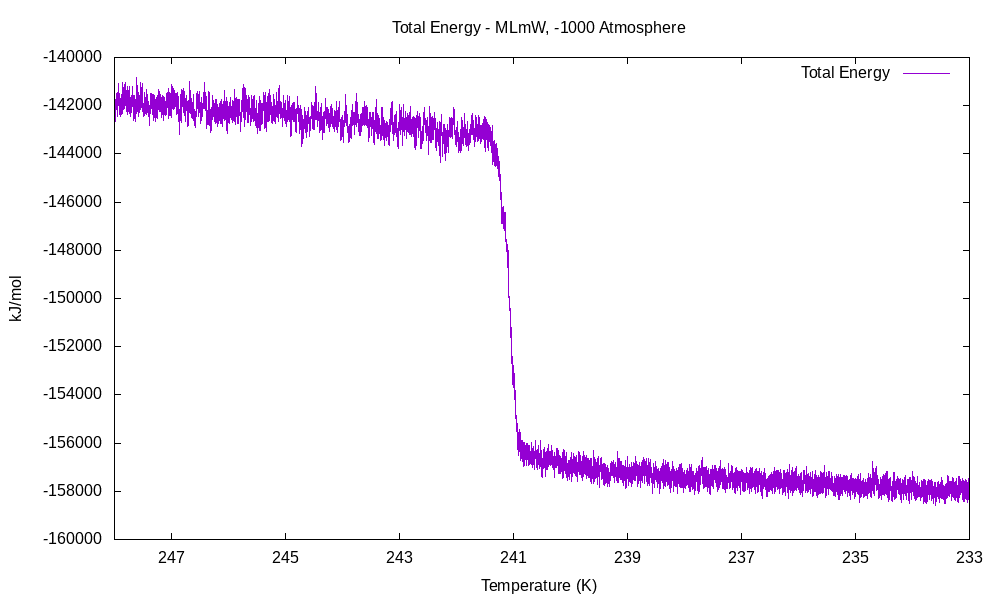 Total Energy - MLmW, -1000 Atmosphere
Total Energy
-140000
-142000
-144000
-146000
-148000
-150000
-152000
-154000
-156000
-158000
-160000
kJ/mol
247 245 243 241 239 237 235 233
Temperature (K)